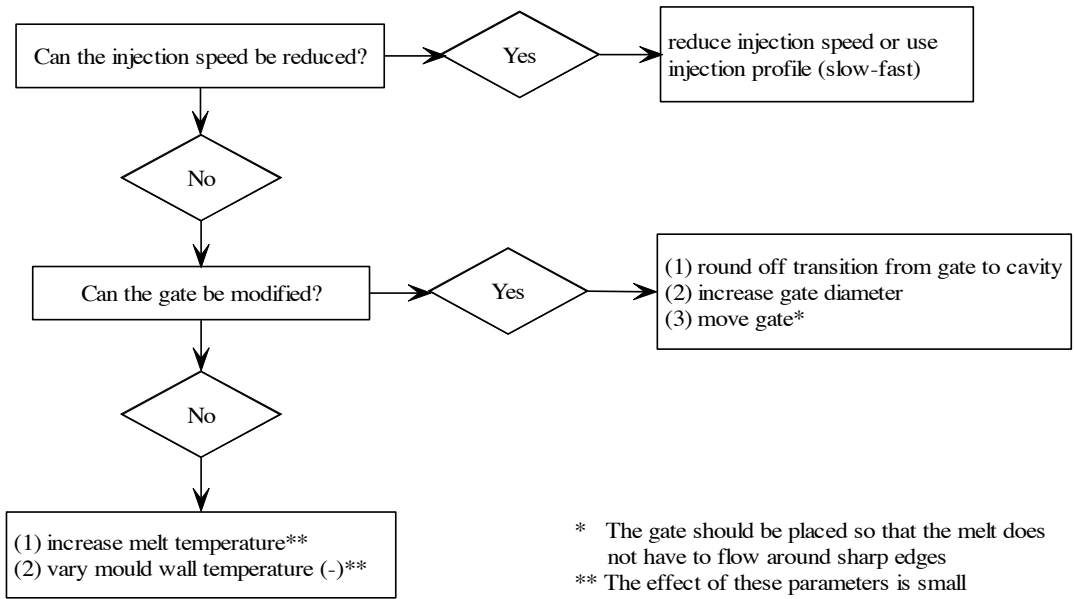 Can the injection speed be reduced?
Yes
reduce injection speed or use
injection profile (slow-fast)
No
Can the gate be modified?
Yes
(1) round off transition from gate to cavity
(2) increase gate diameter
(3) move gate*
No
(1) increase melt temperature**
(2) vary mould wall temperature (-)**
* The gate should be placed so that the melt does
not have to flow around sharp edges
** The effect of these parameters is small